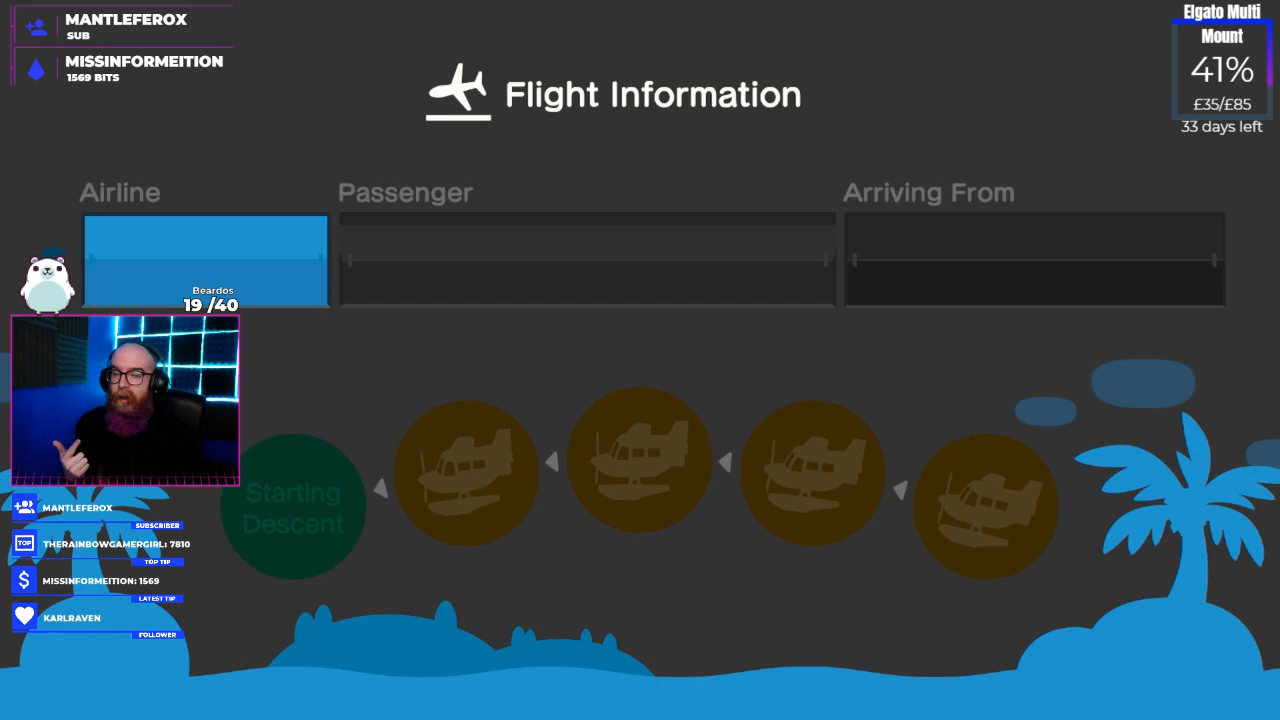 MANTLEFEROX
SUB
MISSINFORMEITION
1569 BITS
Elgato Multi
Mount
41%
£35/£85
33 days left
Flight Information
Airline
Passenger
Arriving From
Beardos
19 /40
Starting
Descent
MANTLEFEROX
SUBSCRIBER
TOP
THERAINBOWGAMERGIRL: 7810
TOP TIP
$
MISSINFORMEITION: 1569
LATEST TIP
KARLRAVEN
FOLLOWER